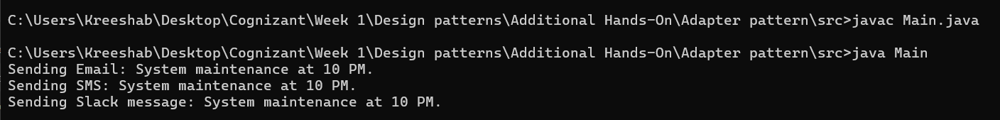 C:\Users\Kreeshab\Desktop\Cognizant\Week 1\Design patterns\Additional Hands-On\Adapter pattern\src>javac Main.java
C:\Users\Kreeshab\Desktop\Cognizant\Week 1\Design patterns\Additional Hands-On\Adapter pattern\src>java Main
Sending Email: System maintenance at 10 PM.
Sending SMS: System maintenance at 10 PM.
Sending Slack message: System maintenance at 10 PM.